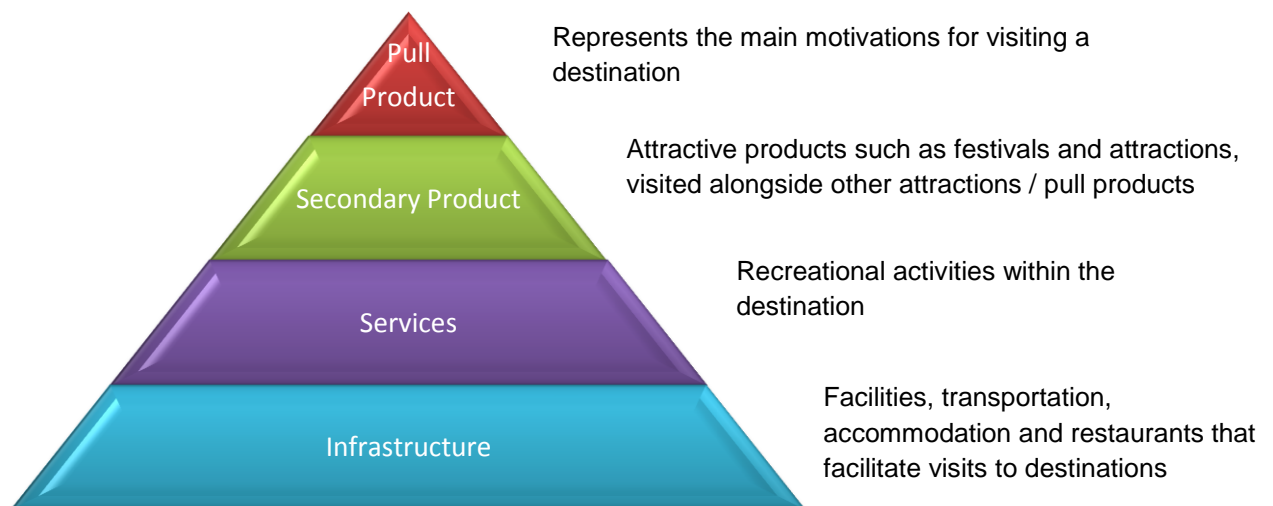 Pull
Product
Represents the main motivations for visiting a
destination
Secondary Product
Attractive products such as festivals and attractions,
visited alongside other attractions / pull products
Services
Recreational activities within the
destination
Infrastructure
Facilities, transportation,
accommodation and restaurants that
facilitate visits to destinations